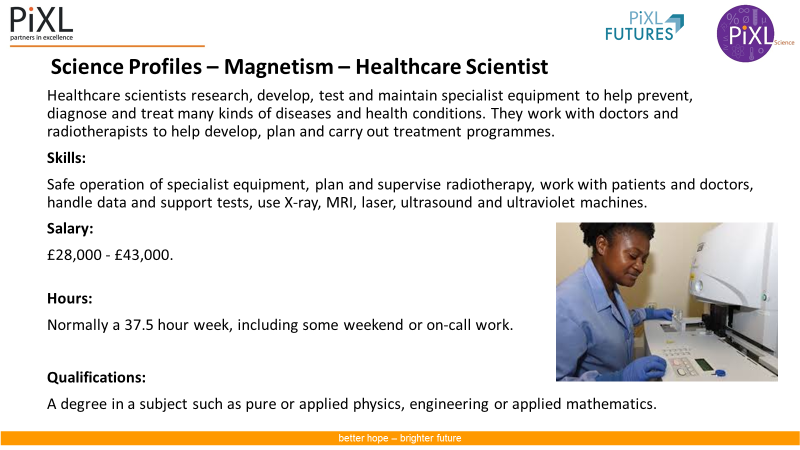 PiXL
partners in excellence
PiXL
FUTURES
PiXL
Science
Science Profiles – Magnetism – Healthcare Scientist
Healthcare scientists research, develop, test and maintain specialist equipment to help prevent,
diagnose and treat many kinds of diseases and health conditions. They work with doctors and
radiotherapists to help develop, plan and carry out treatment programmes.
Skills:
Safe operation of specialist equipment, plan and supervise radiotherapy, work with patients and doctors,
handle data and support tests, use X-ray, MRI, laser, ultrasound and ultraviolet machines.
Salary:
£28,000 - £43,000.
Hours:
Normally a 37.5 hour week, including some weekend or on-call work.
Qualifications:
A degree in a subject such as pure or applied physics, engineering or applied mathematics.
better hope – brighter future